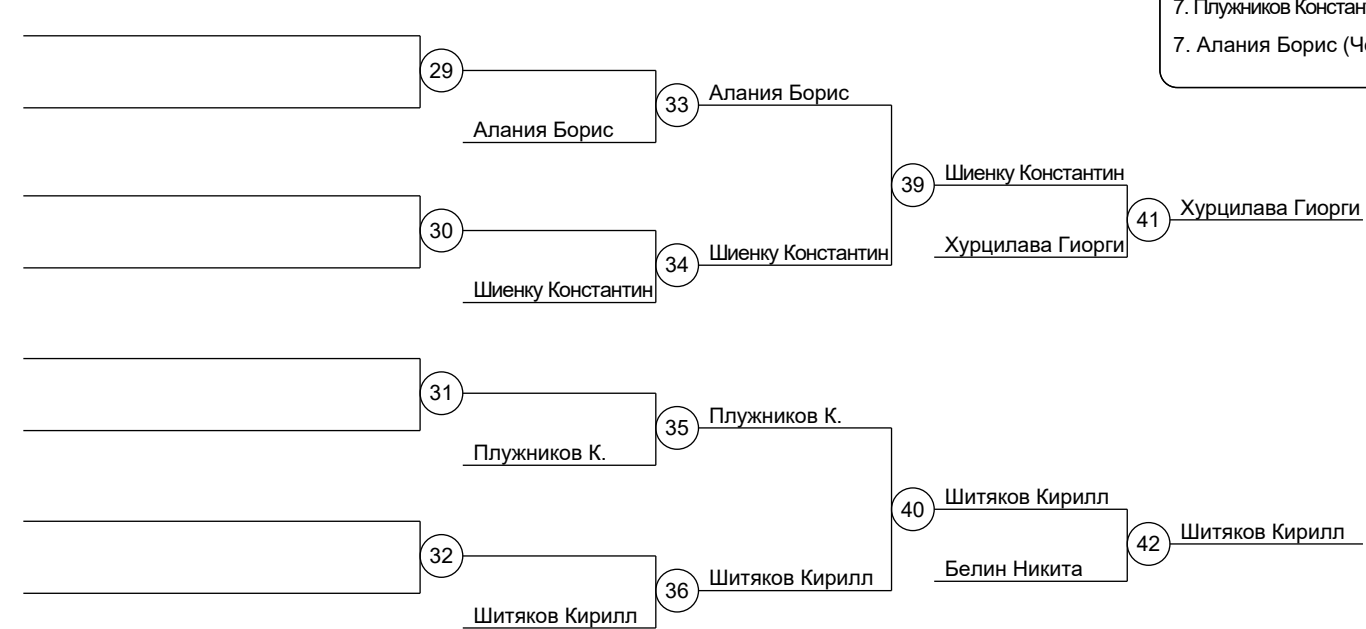 7. Плужников
7. Алания Борис
29
33
Алания Борис
Алания Борис
39
Шиенку Константин
41
Хурцилава Гиорги
30
34
Шиенку Константин
Хурцилава Гиорги
Шиенку Константин
31
35
Плужников К.
Плужников К.
40
Шитяков Кирилл
42
Шитяков Кирилл
32
36
Шитяков Кирилл
Белин Никита
Шитяков Кирилл